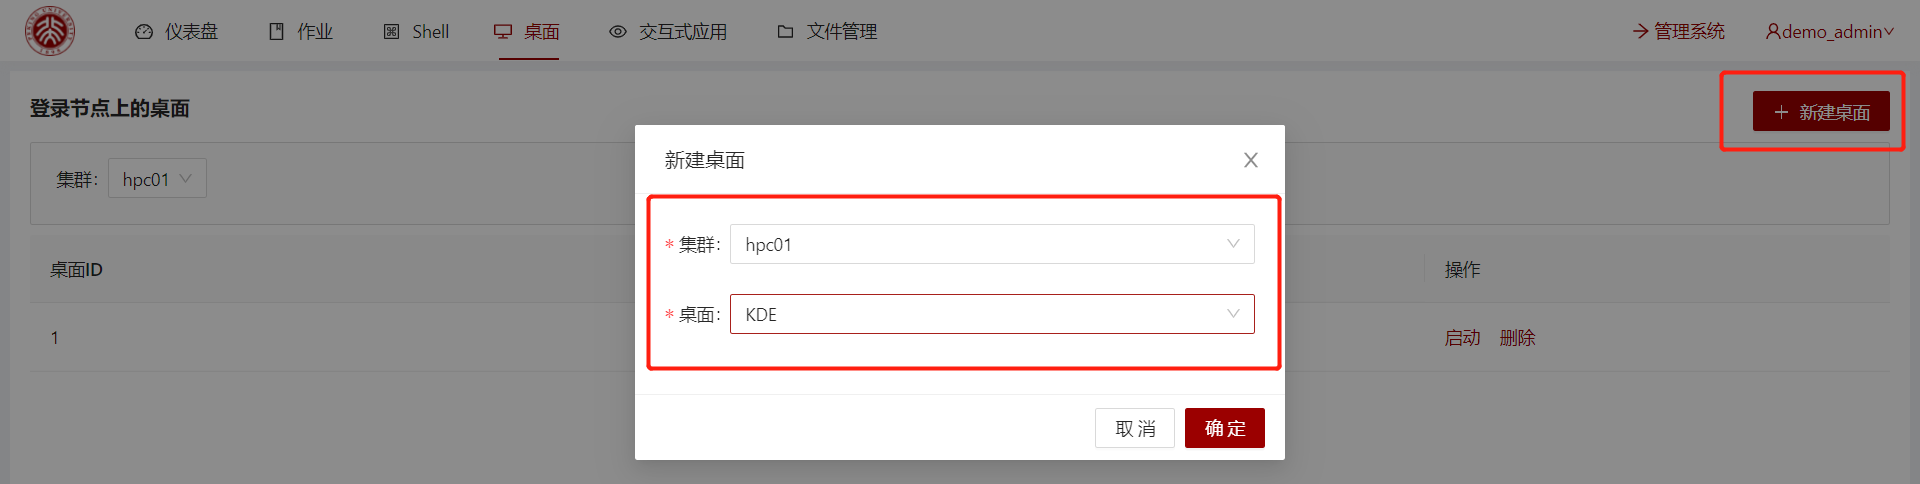 仪表盘 作业 Shell 桌面 交互式应用 文件管理 管理系统 demo_admin
登录节点上的桌面
+ 新建桌面
集群： hpc01
桌面ID 操作
1 启动 删除
新建桌面
* 集群： hpc01
* 桌面： KDE
取消 确定